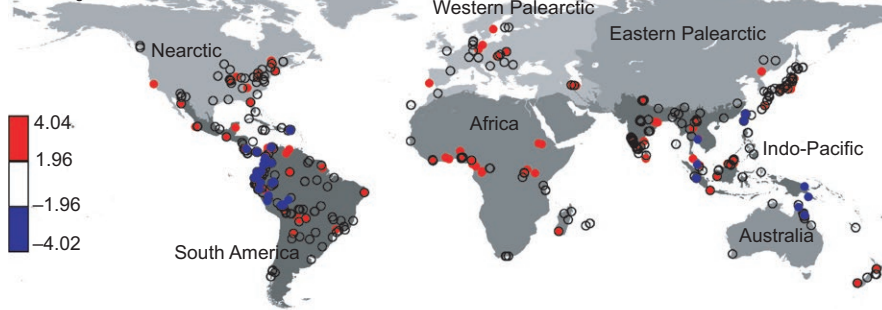 Western Palearctic
Nearctic
Eastern Palearctic
Africa
4.04
1.96
–1.96
–4.02
Indo-Pacific
South America
Australia